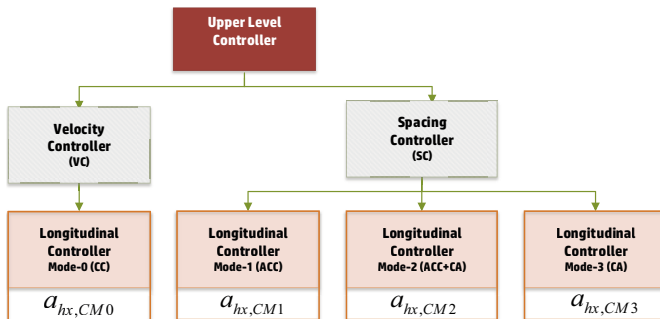 Upper Level
Controller
Velocity
Controller
(VC)
Spacing
Controller
(SC)
Longitudinal
Controller
Mode-0 (CC)
a_{hx,CM0}
Longitudinal
Controller
Mode-1 (ACC)
a_{hx,CM1}
Longitudinal
Controller
Mode-2 (ACC+CA)
a_{hx,CM2}
Longitudinal
Controller
Mode-3 (CA)
a_{hx,CM3}